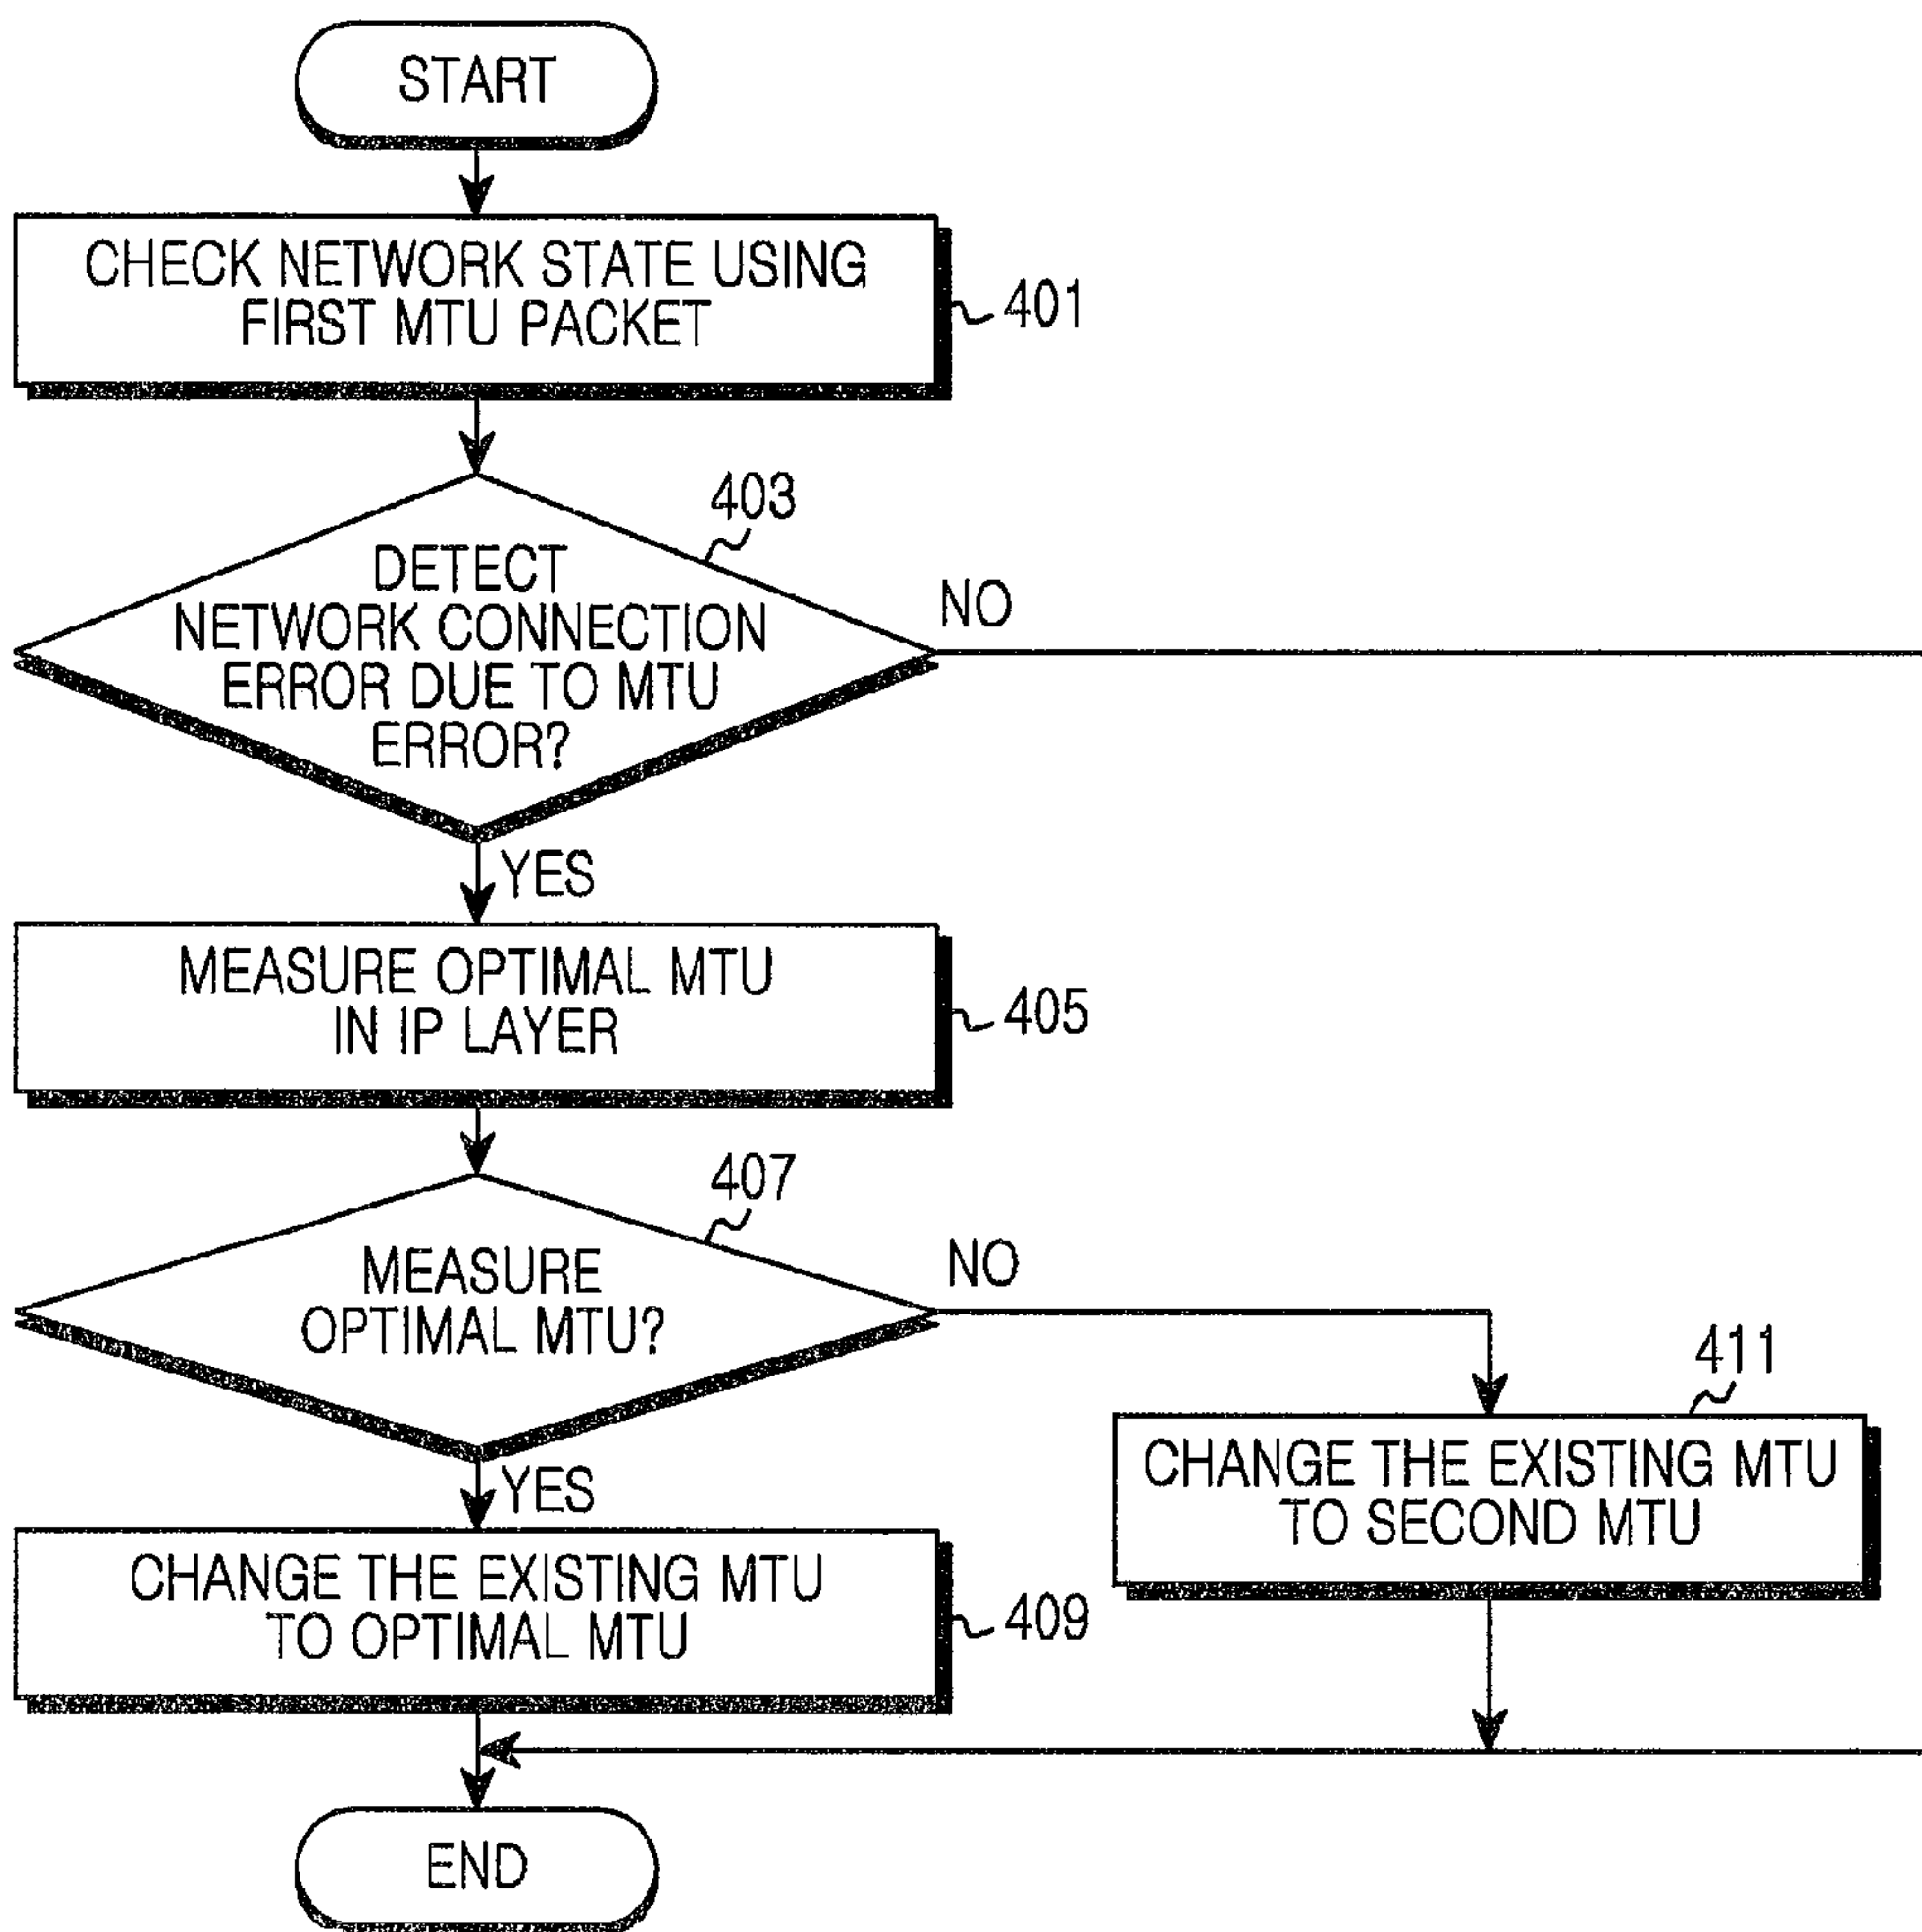 START
CHECK NETWORK STATE USING
FIRST MTU PACKET
401
403
DETECT
NETWORK CONNECTION
ERROR DUE TO MTU
ERROR?
NO
YES
MEASURE OPTIMAL MTU
IN IP LAYER
405
407
MEASURE
OPTIMAL MTU?
NO
YES
411
CHANGE THE EXISTING MTU
TO SECOND MTU
CHANGE THE EXISTING MTU
TO OPTIMAL MTU
409
END